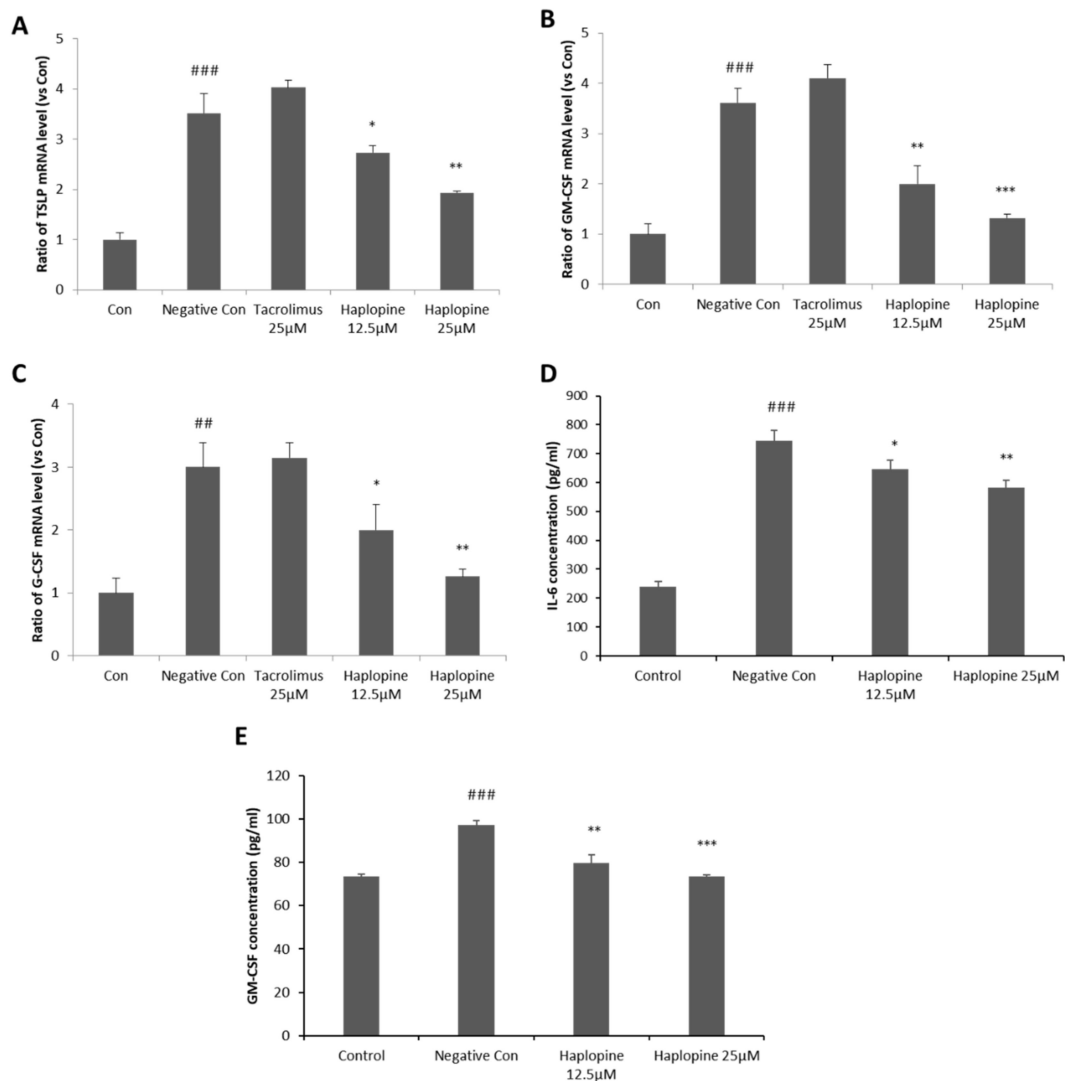 A
Ratio of TSLP mRNA level (vs Con)
5
4
3
2
1
0
###
*
**
Con
Negative Con
Tacrolimus
25μM
Haplopine
12.5μM
Haplopine
25μM
B
Ratio of GM-CSF mRNA level (vs Con)
5
4
3
2
1
0
###
**
***
Con
Negative Con
Tacrolimus
25μM
Haplopine
12.5μM
Haplopine
25μM
C
Ratio of G-CSF mRNA level (vs Con)
4
3
2
1
0
##
*
**
Con
Negative Con
Tacrolimus
25μM
Haplopine
12.5μM
Haplopine
25μM
D
IL-6 concentration (pg/ml)
900
800
700
600
500
400
300
200
100
0
###
*
**
Control
Negative Con
Haplopine
12.5μM
Haplopine 25μM
E
GM-CSF concentration (pg/ml)
120
100
80
60
40
20
0
###
**
***
Control
Negative Con
Haplopine
12.5μM
Haplopine 25μM